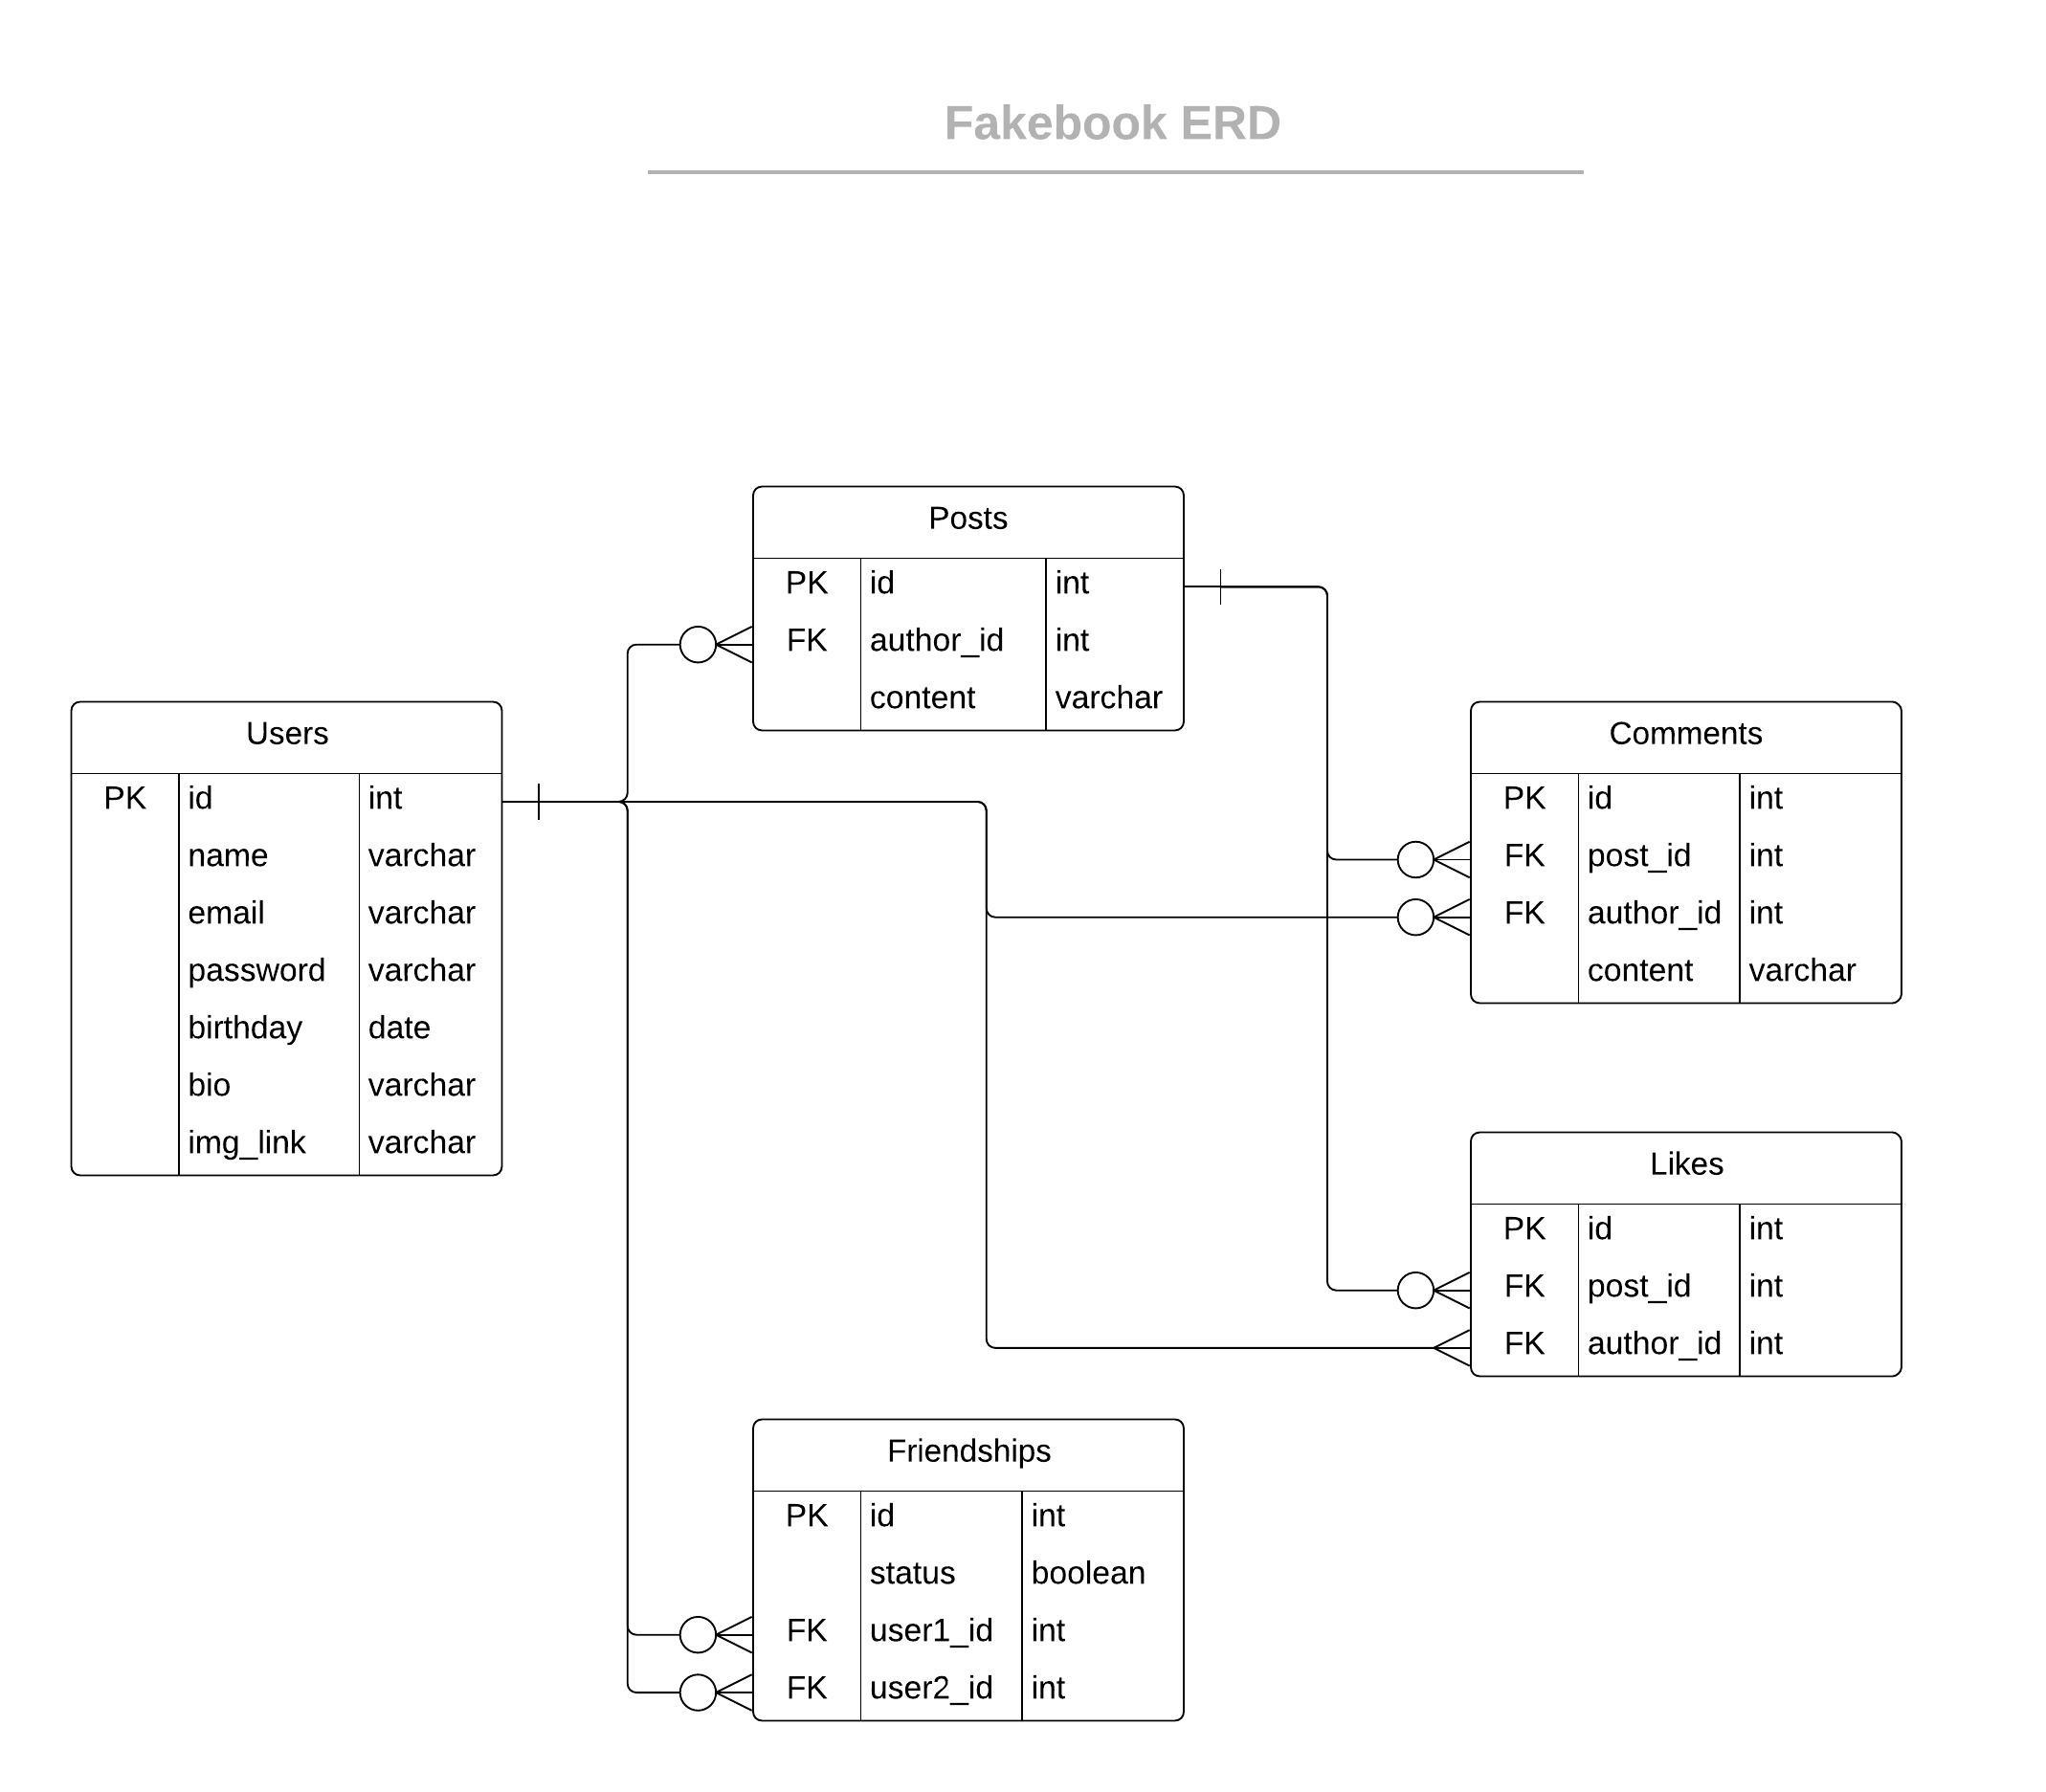 Fakebook ERD
Posts
PK id int
FK author_id int
content varchar
Users
PK id int
name varchar
email varchar
password varchar
birthday date
bio varchar
img_link varchar
Comments
PK id int
FK post_id int
FK author_id int
content varchar
Likes
PK id int
FK post_id int
FK author_id int
Friendships
PK id int
status boolean
FK user1_id int
FK user2_id int